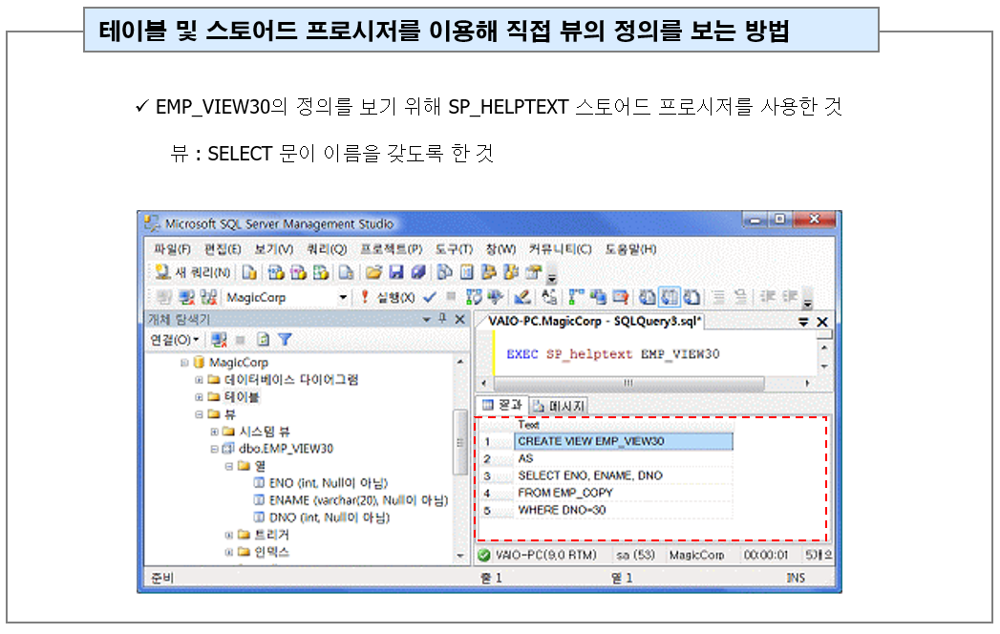 테이블 및 스토어드 프로시저를 이용해 직접 뷰의 정의를 보는 방법
✓ EMP_VIEW30의 정의를 보기 위해 SP_HELPTEXT 스토어드 프로시저를 사용한 것
뷰 : SELECT 문이 이름을 갖도록 한 것
Microsoft SQL Server Management Studio
파일(F) 편집(E) 보기(V) 쿼리(Q) 프로젝트(P) 도구(T) 창(W) 커뮤니티(C) 도움말(H)
새 쿼리(N)
MagicCorp 실행(X)
개체 탐색기
연결(O)
MagicCorp
데이터베이스 다이어그램
테이블
뷰
시스템 뷰
dbo.EMP_VIEW30
열
ENO (int, Null이 아님)
ENAME (varchar(20), Null이 아님)
DNO (int, Null이 아님)
트리거
인덱스
VAIO-PC.MagicCorp - SQLQuery3.sql*
EXEC SP_helptext EMP_VIEW30
결과 메시지
Text
1 CREATE VIEW EMP_VIEW30
2 AS
3 SELECT ENO, ENAME, DNO
4 FROM EMP_COPY
5 WHERE DNO=30
VAIO-PC(9,0 RTM) sa (53) MagicCorp 00:00:01
준비 줄 1 열 1 INS